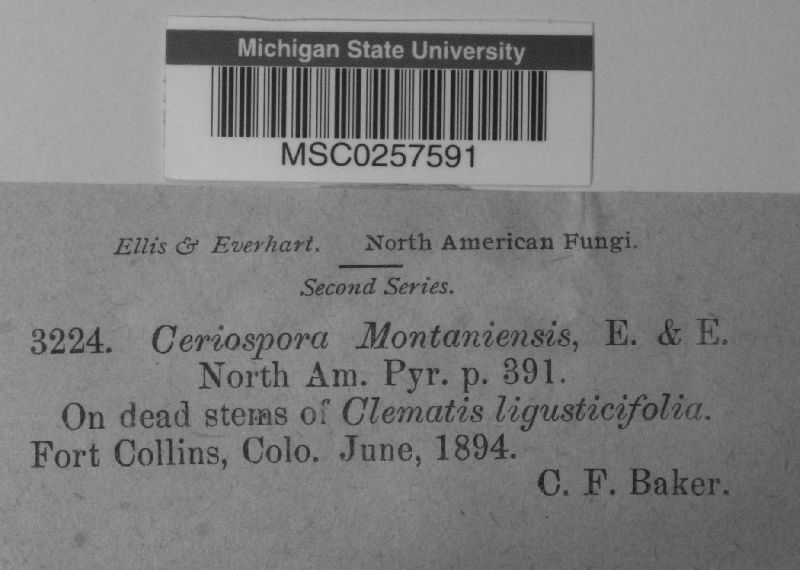 Michigan State University
MSC0257591
Ellis & Everhart. North American Fungi.
Second Series.
3224. Ceriospora Montaniensis, E. & E.
North Am. Pyr. p. 391.
On dead stems of Clematis ligusticifolia.
Fort Collins, Colo. June, 1894.
C. F. Baker.